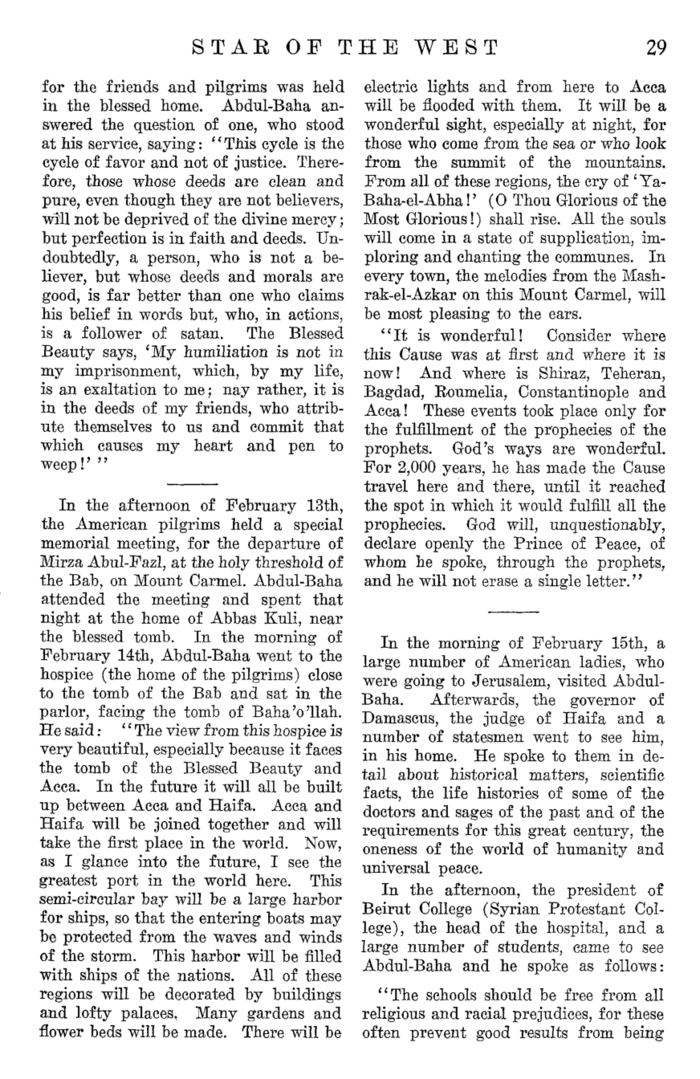 STAR OF THE WEST 29
for the friends and pilgrims was held
in the blessed home. Abdul-Baha an-
swered the question of one, who stood
at his service, saying: "This cycle is the
cycle of favor and not of justice. There-
fore, those whose deeds are clean and
pure, even though they are not believers,
will not be deprived of the divine mercy;
but perfection is in faith and deeds. Un-
doubtedly, a person, who is not a be-
liever, but whose deeds and morals are
good, is far better than one who claims
his belief in words but, who, in actions,
is a follower of satan. The Blessed
Beauty says, 'My humiliation is not in
my imprisonment, which, by my life,
is an exaltation to me; nay rather, it is
in the deeds of my friends, who attrib-
ute themselves to us and commit that
which causes my heart and pen to
weep!' "
In the afternoon of February 13th,
the American pilgrims held a special
memorial meeting, for the departure of
Mirza Abul-Fazl, at the holy threshold of
the Bab, on Mount Carmel. Abdul-Baha
attended the meeting and spent that
night at the home of Abbas Kuli, near
the blessed tomb. In the morning of
February 14th, Abdul-Baha went to the
hospice (the home of the pilgrims) close
to the tomb of the Bab and sat in the
parlor, facing the tomb of Baha'o'llah.
He said: "The view from this hospice is
very beautiful, especially because it faces
the tomb of the Blessed Beauty and
Acca. In the future it will all be built
up between Acca and Haifa. Acca and
Haifa will be joined together and will
take the first place in the world. Now,
as I glance into the future, I see the
greatest port in the world here. This
semi-circular bay will be a large harbor
for ships, so that the entering boats may
be protected from the waves and winds
of the storm. This harbor will be filled
with ships of the nations. All of these
regions will be decorated by buildings
and lofty palaces. Many gardens and
flower beds will be made. There will be
electric lights and from here to Acca
will be flooded with them. It will be a
wonderful sight, especially at night, for
those who come from the sea or who look
from the summit of the mountains.
From all of these regions, the cry of 'Ya-
Baha-el-Abha!' (O Thou Glorious of the
Most Glorious!) shall rise. All the souls
will come in a state of supplication, im-
ploring and chanting the communes. In
every town, the melodies from the Mash-
rak-el-Azkar on this Mount Carmel, will
be most pleasing to the ears.
"It is wonderful! Consider where
this Cause was at first and where it is
now! And where is Shiraz, Teheran,
Bagdad, Roumelia, Constantinople and
Acca! These events took place only for
the fulfillment of the prophecies of the
prophets. God's ways are wonderful.
For 2,000 years, he has made the Cause
travel here and there, until it reached
the spot in which it would fulfill all the
prophecies. God will, unquestionably,
declare openly the Prince of Peace, of
whom he spoke, through the prophets,
and he will not erase a single letter."
In the morning of February 15th, a
large number of American ladies, who
were going to Jerusalem, visited Abdul-
Baha. Afterwards, the governor of
Damascus, the judge of Haifa and a
number of statesmen went to see him,
in his home. He spoke to them in de-
tail about historical matters, scientific
facts, the life histories of some of the
doctors and sages of the past and of the
requirements for this great century, the
oneness of the world of humanity and
universal peace.
In the afternoon, the president of
Beirut College (Syrian Protestant Col-
lege), the head of the hospital, and a
large number of students, came to see
Abdul-Baha and he spoke as follows:
"The schools should be free from all
religious and racial prejudices, for these
often prevent good results from being